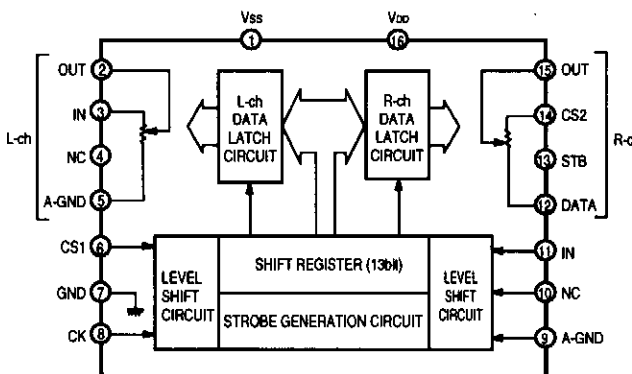 VSS
VDD
1
16
2 OUT
3 IN
4 NC
5 A-GND
L-ch
6 CS1
7 GND
8 CK
L-ch
DATA
LATCH
CIRCUIT
R-ch
DATA
LATCH
CIRCUIT
15 OUT
14 CS2
13 STB
12 DATA
R-c
11 IN
10 NC
9 A-GND
LEVEL
SHIFT
CIRCUIT
SHIFT REGISTER (13bit)
STROBE GENERATION CIRCUIT
LEVEL
SHIFT
CIRCUIT